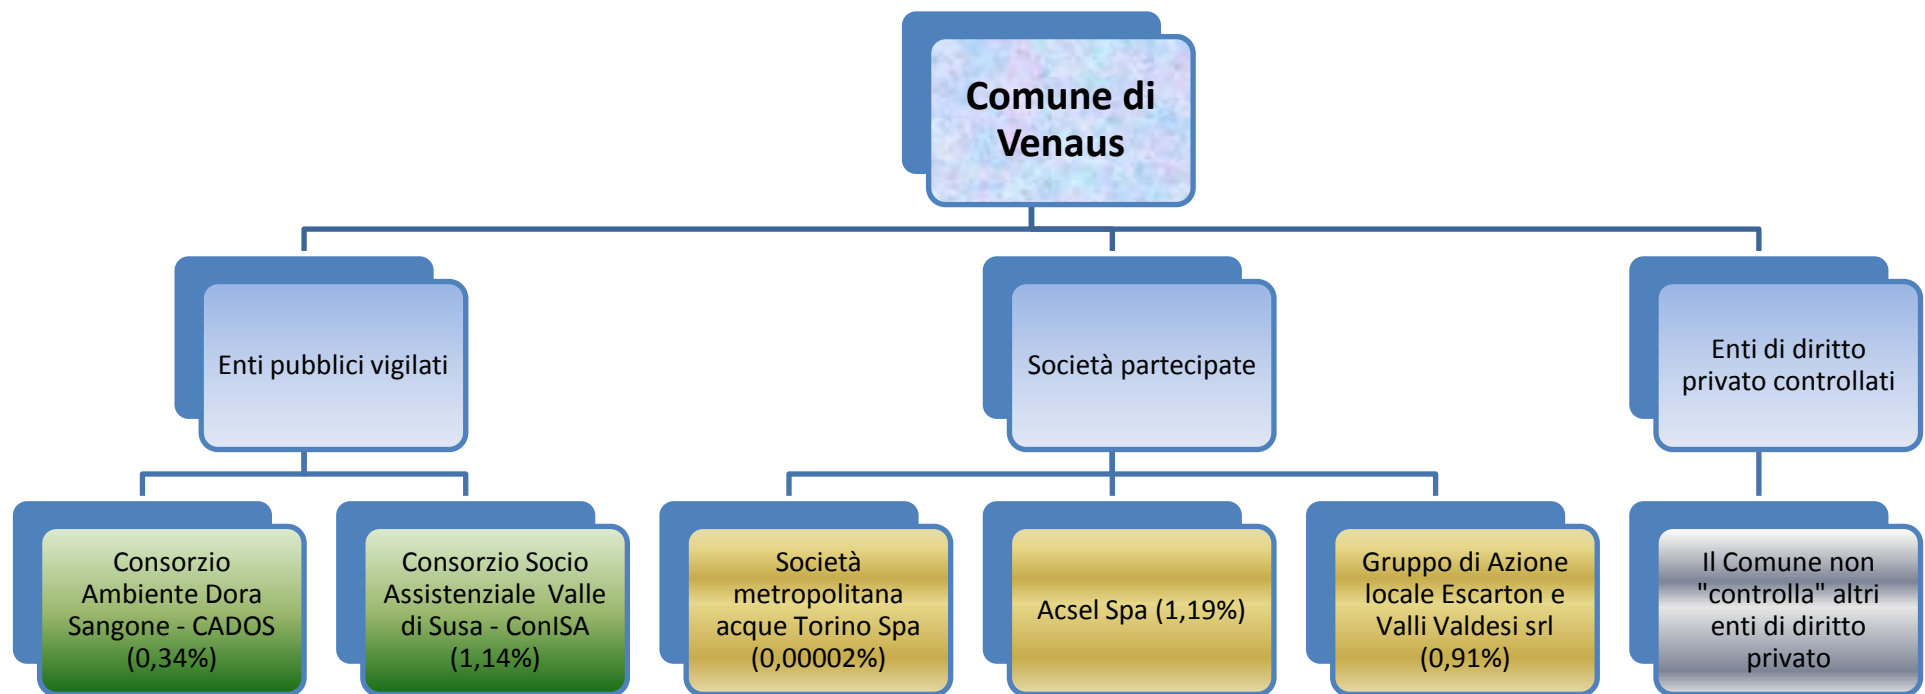 Comune di
Venaus
Enti pubblici vigilati
Società partecipate
Enti di diritto
privato controllati
Consorzio
Ambiente Dora
Sangone - CADOS
(0,34%)
Consorzio Socio
Assistenziale Valle
di Susa - ConISA
(1,14%)
Società
metropolitana
acque Torino Spa
(0,00002%)
Acsel Spa (1,19%)
Gruppo di Azione
locale Escarton e
Valli Valdesi srl
(0,91%)
Il Comune non
"controlla" altri
enti di diritto
privato